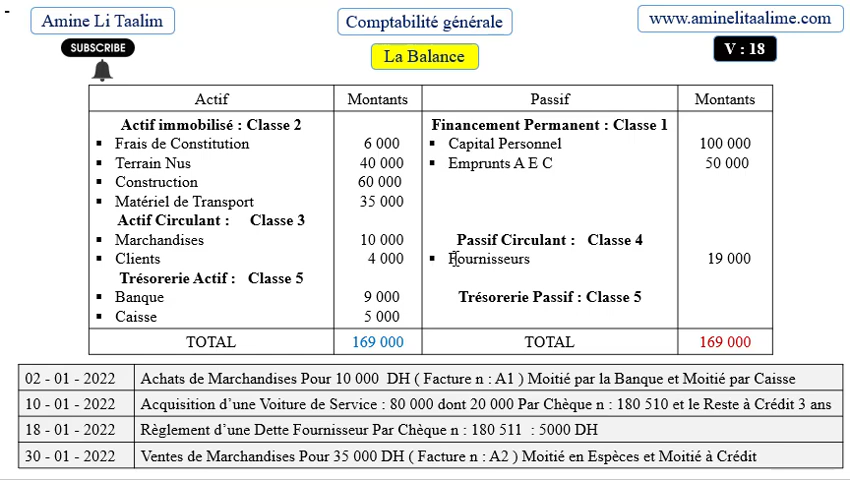 Amine Li Taalim
SUBSCRIBE
Comptabilité générale
La Balance
www.aminelitaalime.com
V : 18
Actif Montants Passif Montants
Actif immobilisé : Classe 2 Financement Permanent : Classe 1
▪ Frais de Constitution 6 000 ▪ Capital Personnel 100 000
▪ Terrain Nus 40 000 ▪ Emprunts A E C 50 000
▪ Construction 60 000
▪ Matériel de Transport 35 000
Actif Circulant : Classe 3
▪ Marchandises 10 000 Passif Circulant : Classe 4
▪ Clients 4 000 ▪ Fournisseurs 19 000
Trésorerie Actif : Classe 5
▪ Banque 9 000 Trésorerie Passif : Classe 5
▪ Caisse 5 000
TOTAL 169 000 TOTAL 169 000
02 - 01 - 2022 Achats de Marchandises Pour 10 000 DH ( Facture n : A1 ) Moitié par la Banque et Moitié par Caisse
10 - 01 - 2022 Acquisition d’une Voiture de Service : 80 000 dont 20 000 Par Chèque n : 180 510 et le Reste à Crédit 3 ans
18 - 01 - 2022 Règlement d’une Dette Fournisseur Par Chèque n : 180 511 : 5000 DH
30 - 01 - 2022 Ventes de Marchandises Pour 35 000 DH ( Facture n : A2 ) Moitié en Espèces et Moitié à Crédit